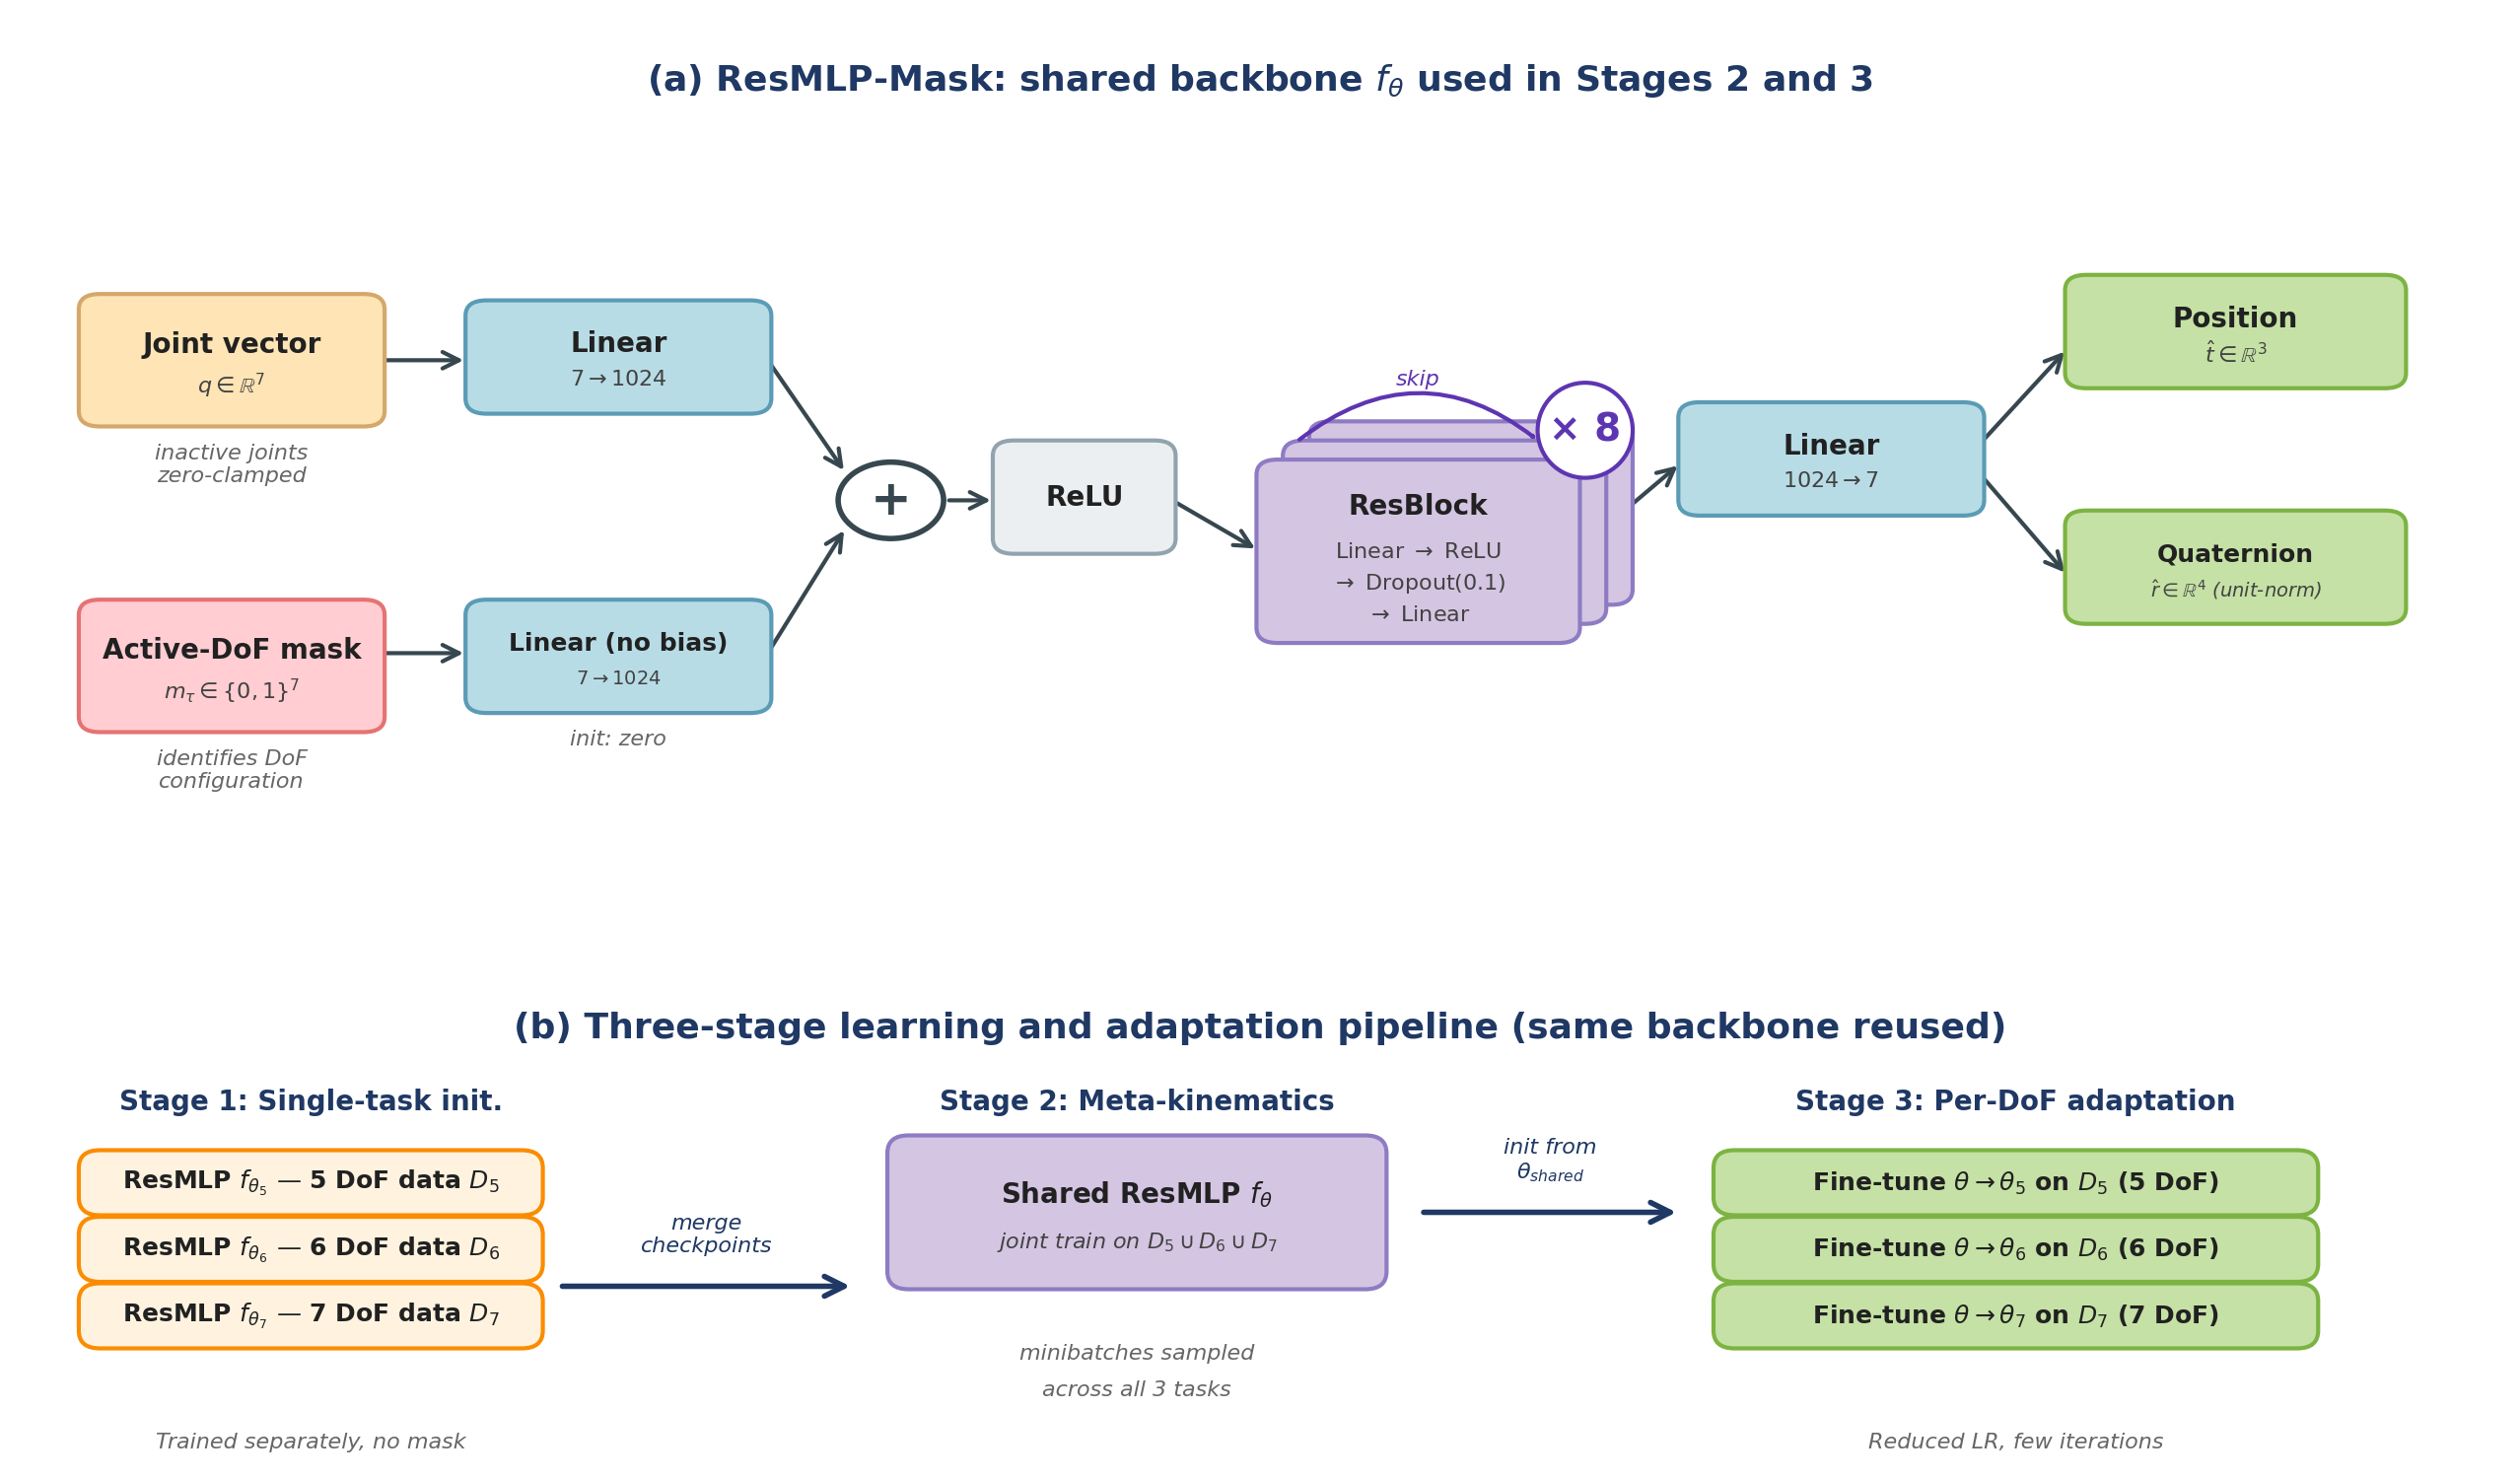 (a) ResMLP-Mask: shared backbone f_θ used in Stages 2 and 3
Joint vector
q ∈ ℝ⁷
inactive joints
zero-clamped
Linear
7 → 1024
Active-DoF mask
m_τ ∈ {0, 1}⁷
identifies DoF
configuration
Linear (no bias)
7 → 1024
init: zero
+
ReLU
skip
× 8
ResBlock
Linear → ReLU
→ Dropout(0.1)
→ Linear
Linear
1024 → 7
Position
t̂ ∈ ℝ³
Quaternion
r̂ ∈ ℝ⁴ (unit-norm)
(b) Three-stage learning and adaptation pipeline (same backbone reused)
Stage 1: Single-task init.
ResMLP f_θ₅ — 5 DoF data D₅
ResMLP f_θ₆ — 6 DoF data D₆
ResMLP f_θ₇ — 7 DoF data D₇
Trained separately, no mask
merge
checkpoints
Stage 2: Meta-kinematics
Shared ResMLP f_θ
joint train on D₅ ∪ D₆ ∪ D₇
minibatches sampled
across all 3 tasks
init from
θ_shared
Stage 3: Per-DoF adaptation
Fine-tune θ → θ₅ on D₅ (5 DoF)
Fine-tune θ → θ₆ on D₆ (6 DoF)
Fine-tune θ → θ₇ on D₇ (7 DoF)
Reduced LR, few iterations